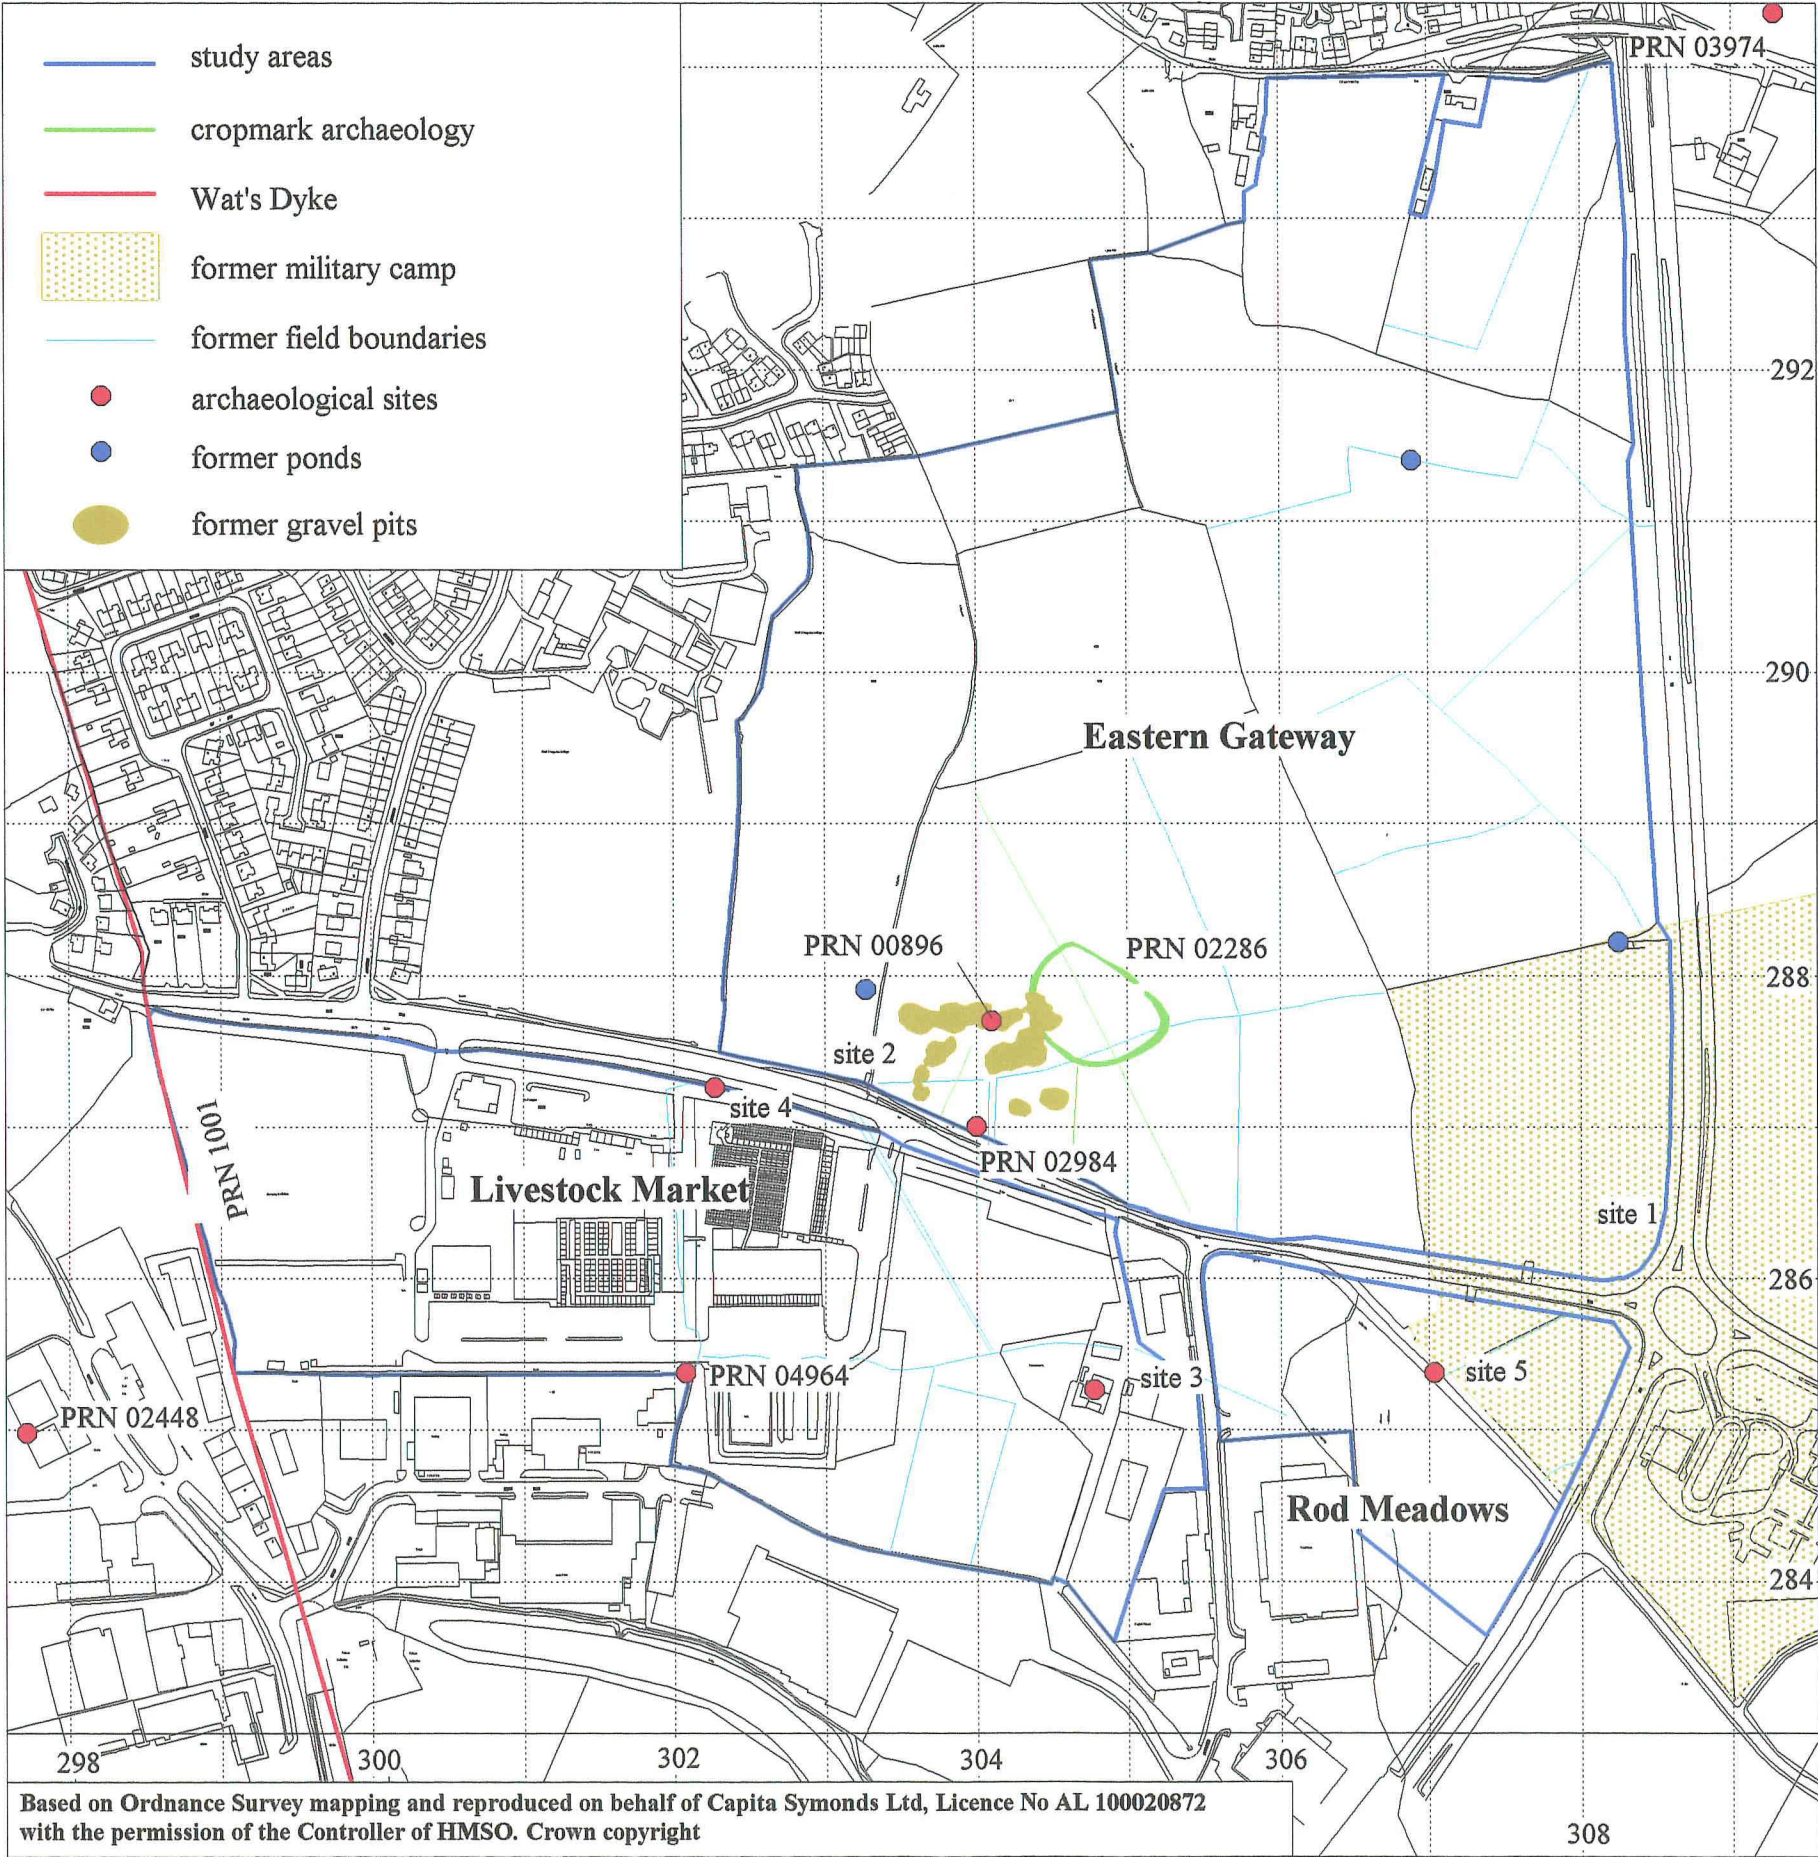 study areas
cropmark archaeology
Wat's Dyke
former military camp
former field boundaries
archaeological sites
former ponds
former gravel pits
PRN 03974
292
290
Eastern Gateway
PRN 00896
PRN 02286
288
site 2
site 4
PRN 1001
PRN 02984
Livestock Market
site 1
286
PRN 04964
site 3
site 5
PRN 02448
Rod Meadows
284
298
300
302
304
306
308
Based on Ordnance Survey mapping and reproduced on behalf of Capita Symonds Ltd, Licence No AL 100020872
with the permission of the Controller of HMSO. Crown copyright